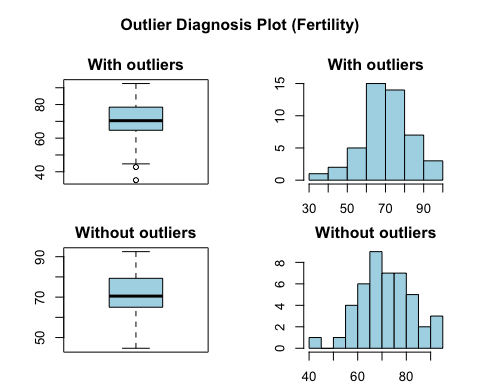 Outlier Diagnosis Plot (Fertility)
With outliers
80
60
40
With outliers
15
10
5
0
30 50 70 90
Without outliers
90
70
50
Without outliers
8
6
4
2
0
40 60 80